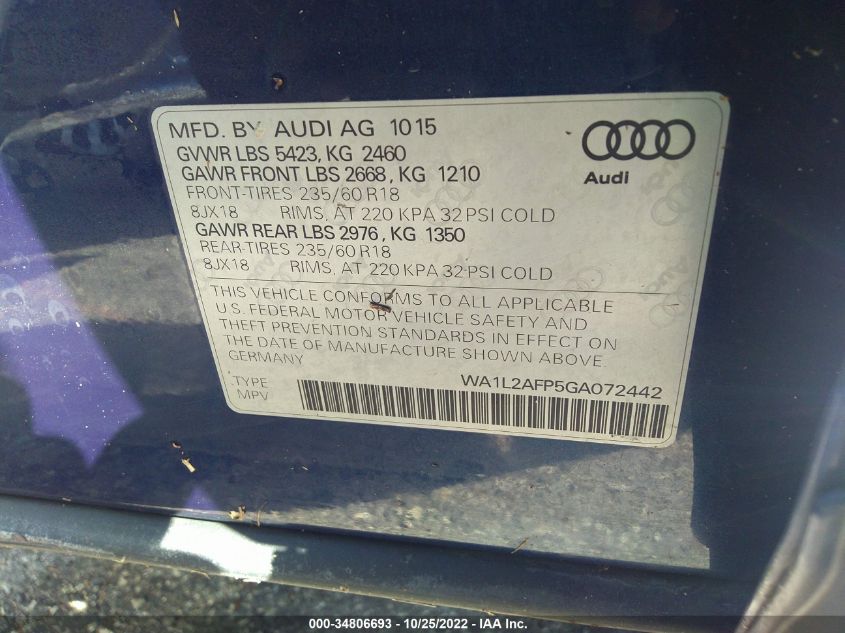 MFD. BY AUDI AG 10 15
GVWR LBS 5423, KG 2460
GAWR FRONT LBS 2668, KG 1210
FRONT-TIRES 235/60 R18
8JX18 RIMS, AT 220 KPA 32 PSI COLD
GAWR REAR LBS 2976, KG 1350
REAR-TIRES 235/60 R18
8JX18 RIMS, AT 220 KPA 32 PSI COLD
Audi
THIS VEHICLE CONFORMS TO ALL APPLICABLE
U.S. FEDERAL MOTOR VEHICLE SAFETY AND
THEFT PREVENTION STANDARDS IN EFFECT ON
THE DATE OF MANUFACTURE SHOWN ABOVE.
GERMANY
TYPE
MPV
WA1L2AFP5GA072442
000-34806693 - 10/25/2022 - IAA Inc.